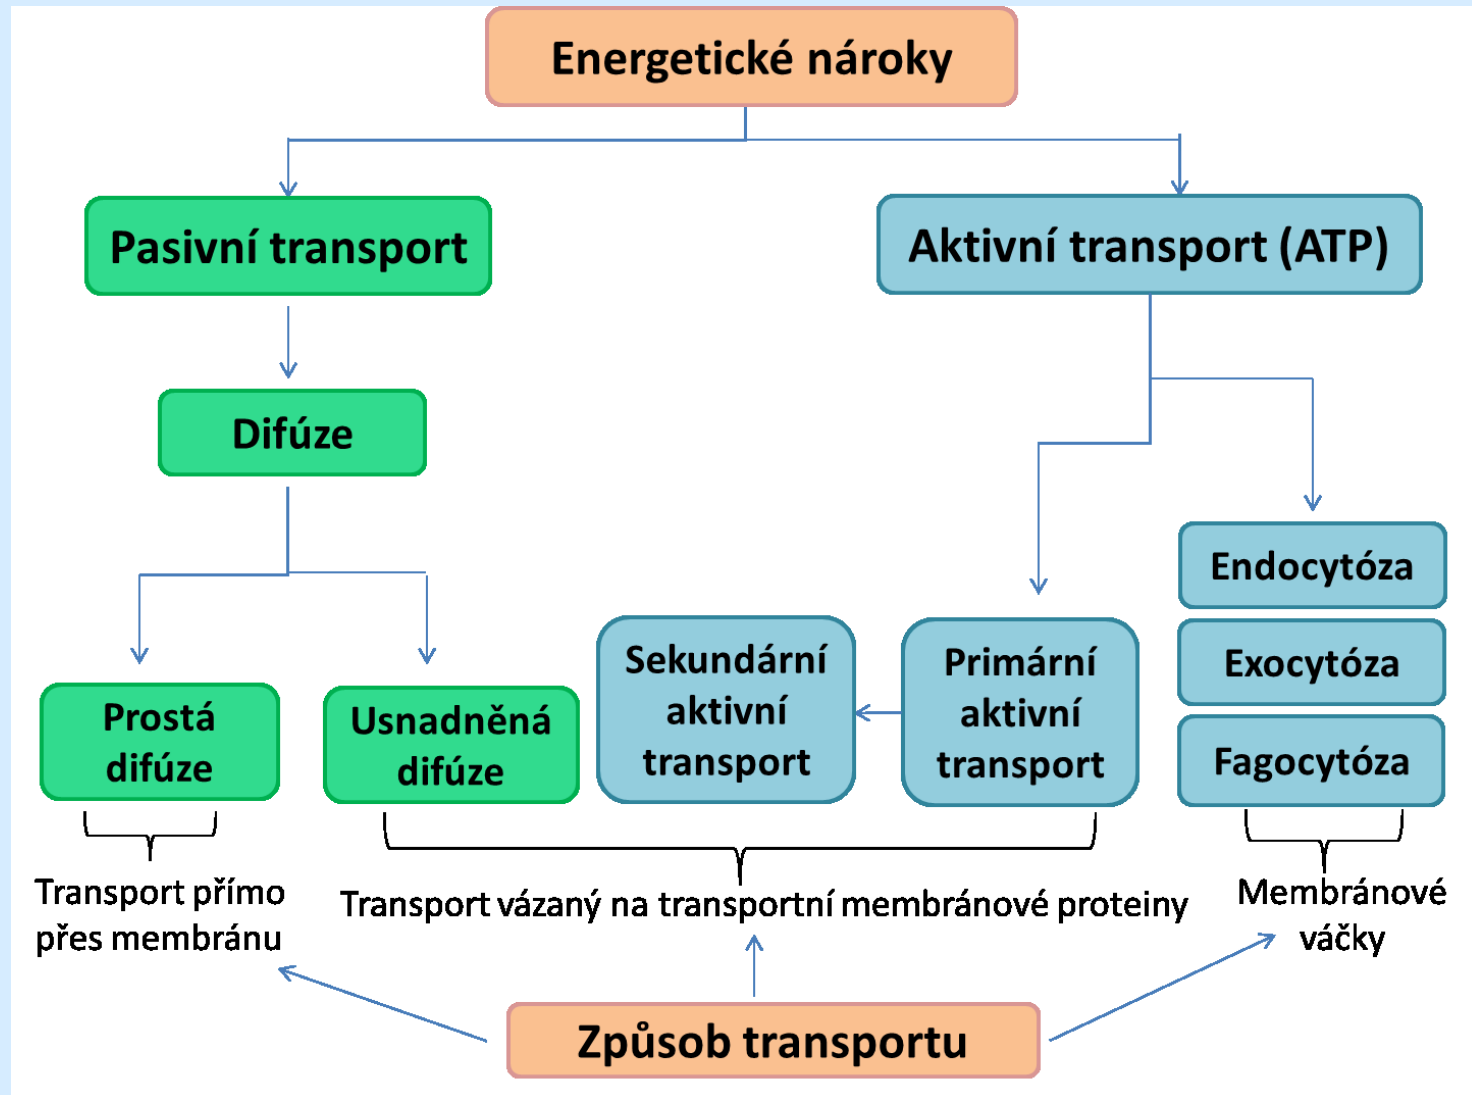 Energetické nároky
Pasivní transport
Aktivní transport (ATP)
Difúze
Prostá
difúze
Usnadněná
difúze
Sekundární
aktivní
transport
Primární
aktivní
transport
Endocytóza
Exocytóza
Fagocytóza
Transport přímo
přes membránu
Transport vázaný na transportní membránové proteiny
Membránové
váčky
Způsob transportu